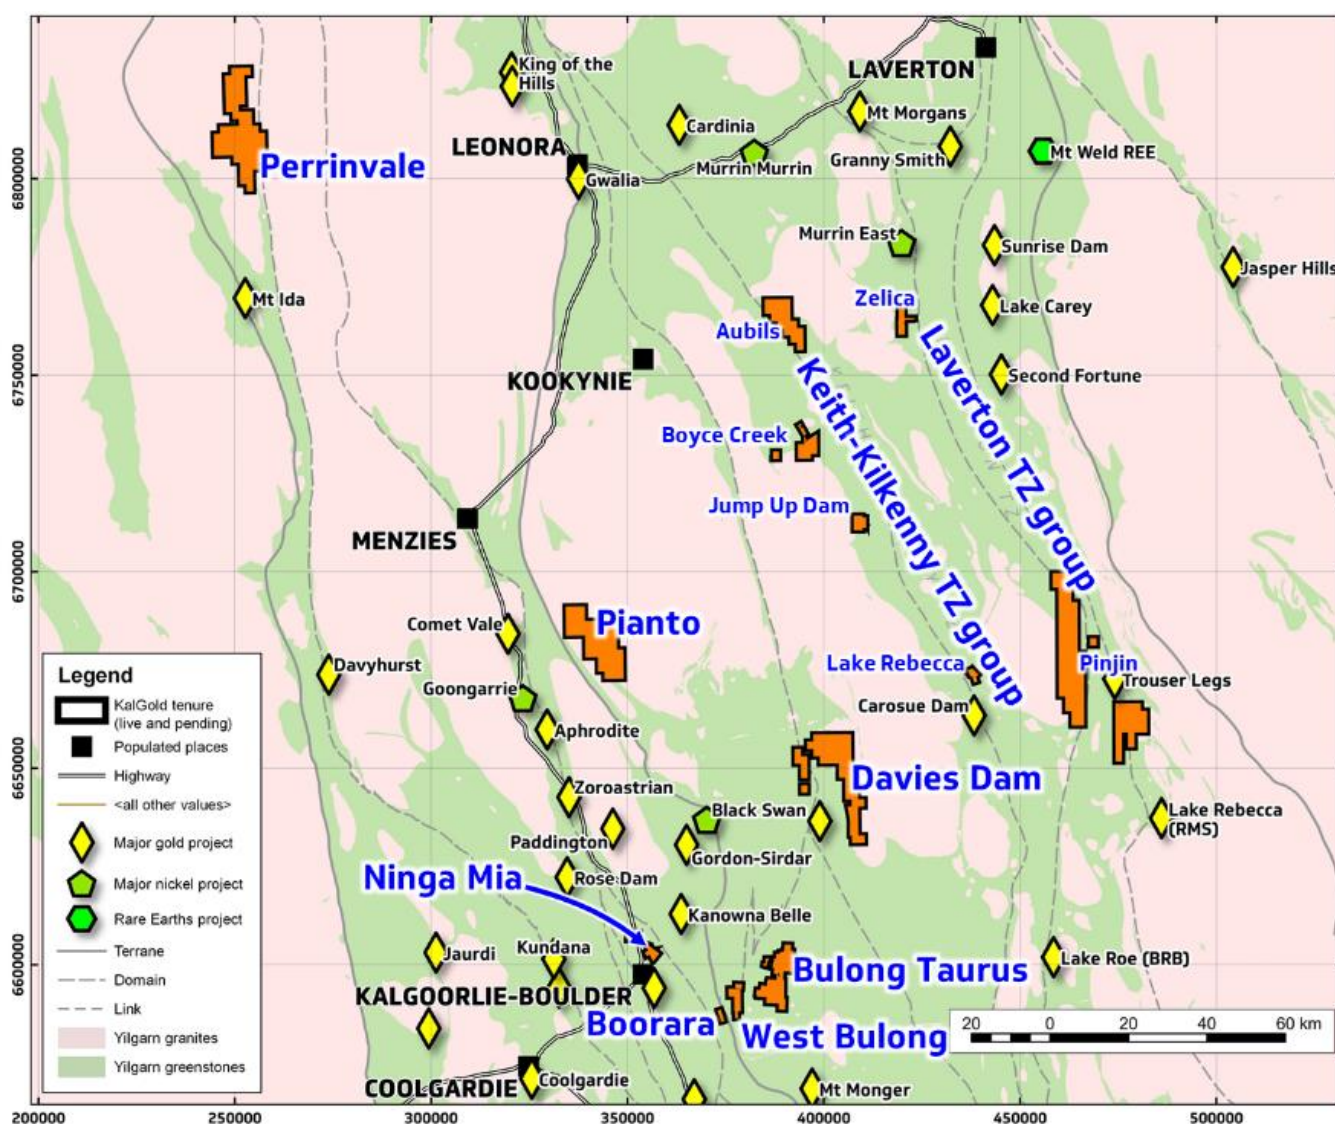 King of the
Hills
LAVERTON
Mt Morgans
Cardinia
LEONORA
Murrin Murrin
Granny Smith
Mt Weld REE
Perrinvale
Gwalia
6800000
Murrin East
Sunrise Dam
Jasper Hills
Mt Ida
Zelica
Lake Carey
Aubils
Laverton TZ group
KOOKYNIE
Keith-Kilkenny TZ group
Second Fortune
6750000
Boyce Creek
Jump Up Dam
MENZIES
6700000
Comet Vale
Pianto
Lake Rebecca
Pinjin
Trouser Legs
Davyhurst
Goongarrie
Carosue Dam
Aphrodite
Davies Dam
6650000
Zoroastrian
Black Swan
Lake Rebecca
(RMS)
Paddington
Gordon-Sirdar
Ninga Mia
Rose Dam
Kanowna Belle
Jaurdi
Kundana
Bulong Taurus
Lake Roe (BRB)
6600000
KALGOORLIE-BOULDER
Boorara
West Bulong
COOLGARDIE
Coolgardie
Mt Monger
Legend
KalGold tenure
(live and pending)
Populated places
Highway
<all other values>
Major gold project
Major nickel project
Rare Earths project
Terrane
Domain
Link
Yilgarn granites
Yilgarn greenstones
20 0 20 40 60 km
200000 250000 300000 350000 400000 450000 500000